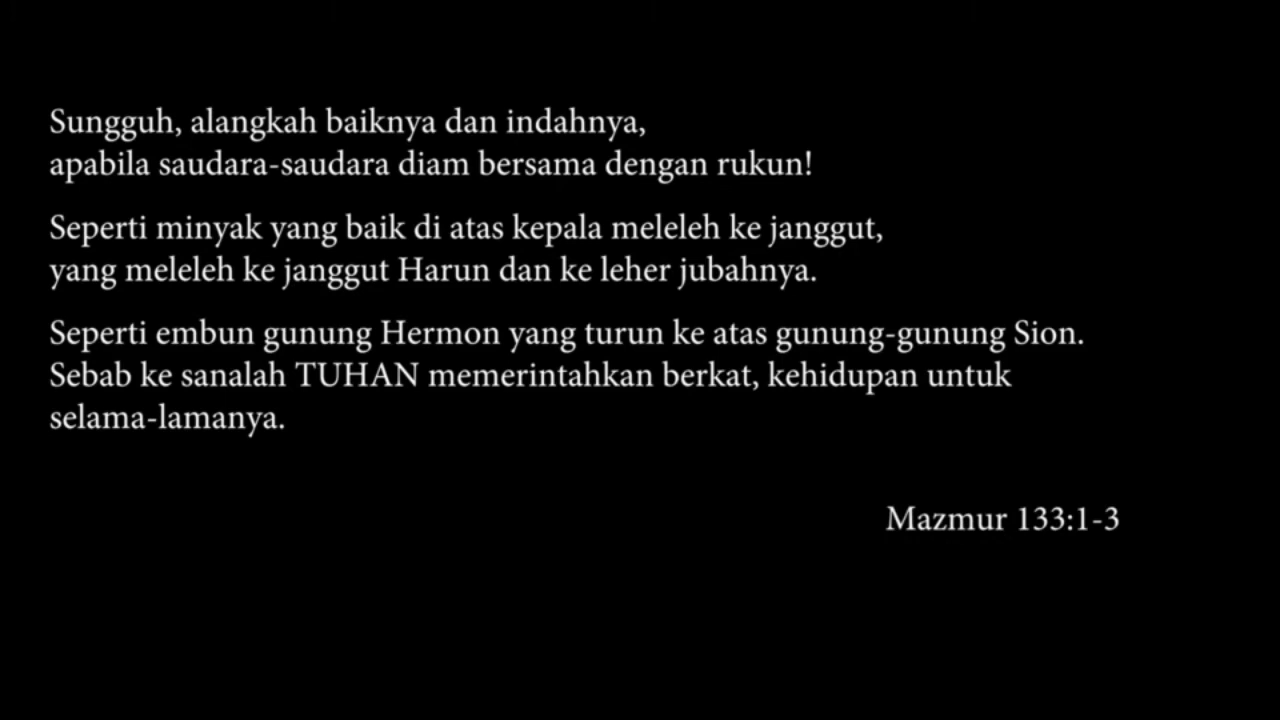 Sungguh, alangkah baiknya dan indahnya,
apabila saudara-saudara diam bersama dengan rukun!
Seperti minyak yang baik di atas kepala meleleh ke janggut,
yang meleleh ke janggut Harun dan ke leher jubahnya.
Seperti embun gunung Hermon yang turun ke atas gunung-gunung Sion.
Sebab ke sanalah TUHAN memerintahkan berkat, kehidupan untuk
selama-lamanya.
Mazmur 133:1-3